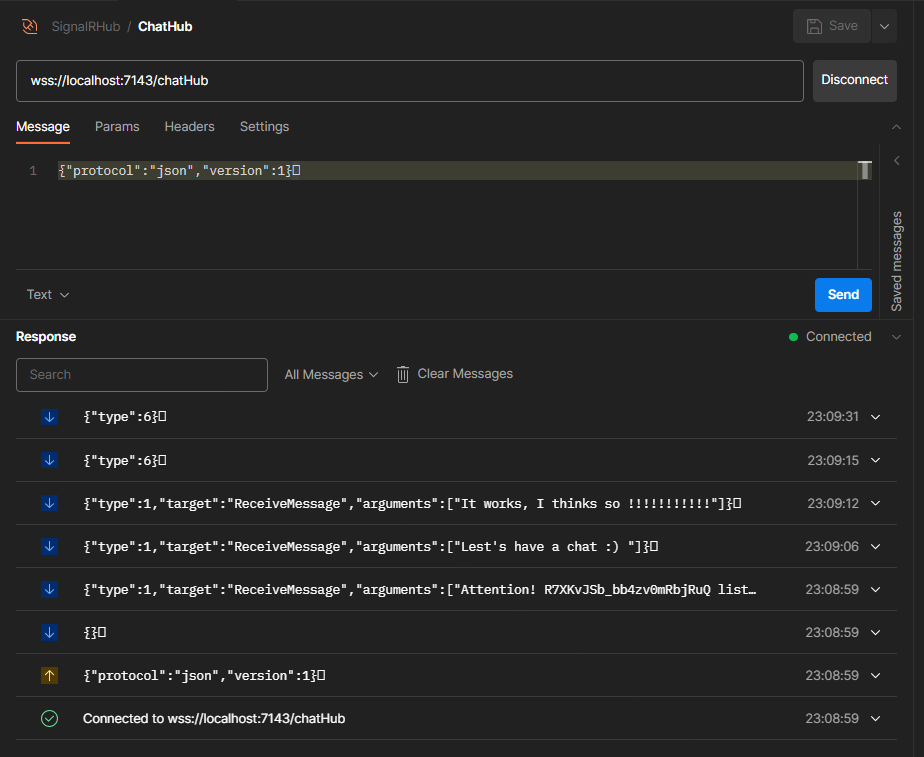 SignalRHub / ChatHub
Save
wss://localhost:7143/chatHub
Disconnect
Message Params Headers Settings
1 {"protocol":"json","version":1}
Text
Send
Saved messages
Response
Connected
Search
All Messages
Clear Messages
{"type":6} 23:09:31
{"type":6} 23:09:15
{"type":1,"target":"ReceiveMessage","arguments":["It works, I thinks so !!!!!!!!!!!"]} 23:09:12
{"type":1,"target":"ReceiveMessage","arguments":["Lest's have a chat :) "]} 23:09:06
{"type":1,"target":"ReceiveMessage","arguments":["Attention! R7XKvJSb_bb4zv0mRbjRuQ list… 23:08:59
{} 23:08:59
{"protocol":"json","version":1} 23:08:59
Connected to wss://localhost:7143/chatHub 23:08:59